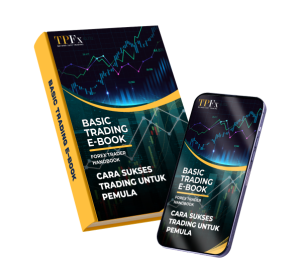 TPFx
BASIC
TRADING
E-BOOK
FOREX TRADER
HANDBOOK
CARA SUKSES
TRADING UNTUK
PEMULA
BASIC TRADING E-BOOK
TPFx
BASIC
TRADING
E-BOOK
FOREX TRADER
HANDBOOK
CARA SUKSES
TRADING UNTUK
PEMULA